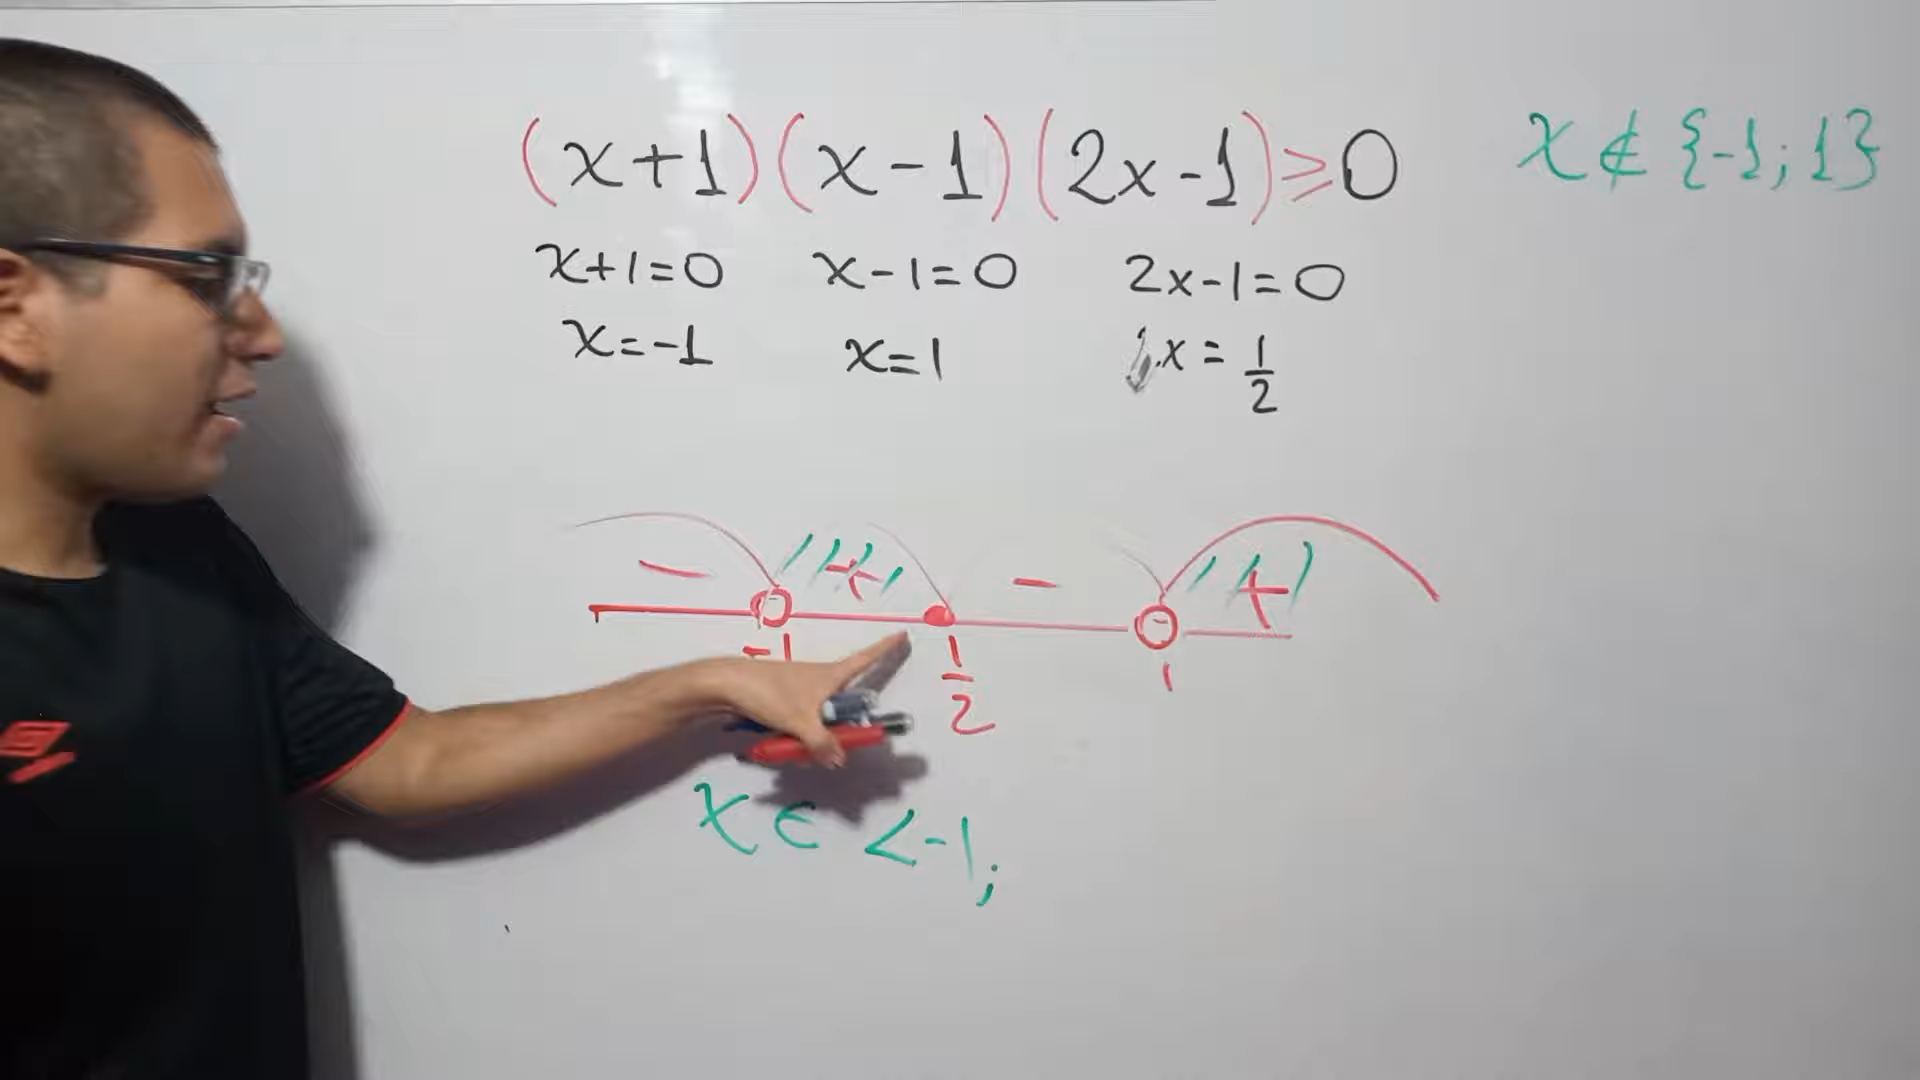 (x+1)(x-1)(2x-1)≥0 x∉{-1;1}
x+1=0 x-1=0 2x-1=0
x=-1 x=1 x=1/2
- + - +
-1 1/2 1
x∈<-1;